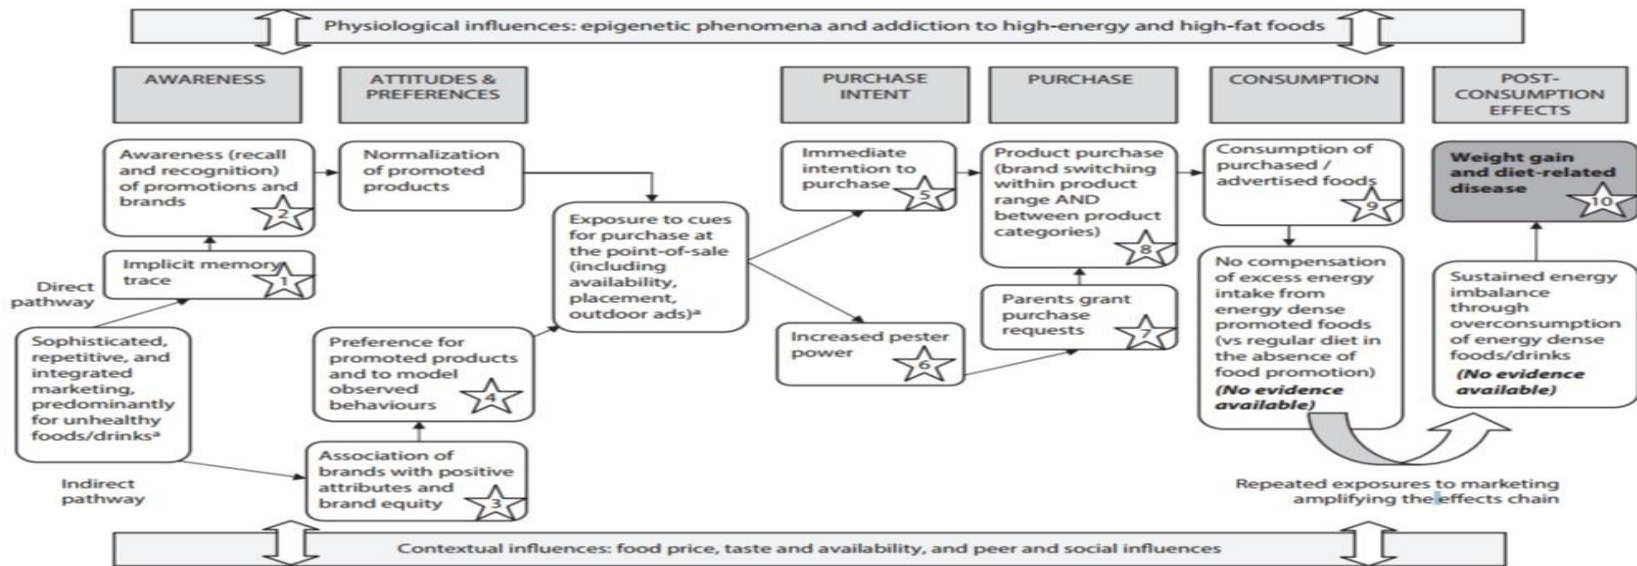 Physiological influences: epigenetic phenomena and addiction to high-energy and high-fat foods
AWARENESS
ATTITUDES &
PREFERENCES
PURCHASE
INTENT
PURCHASE
CONSUMPTION
POST-
CONSUMPTION
EFFECTS
Awareness (recall
and recognition)
of promotions and
brands
2
Normalization
of promoted
products
Immediate
intention to
purchase
5
Product purchase
(brand switching
within product
range AND
between product
categories)
8
Consumption of
purchased /
advertised foods
9
Weight gain
and diet-related
disease
10
Exposure to cues
for purchase at
the point-of-sale
(including
availability,
placement,
outdoor ads)ª
Implicit memory
trace
1
Direct
pathway
Sophisticated,
repetitive, and
integrated
marketing,
predominantly
for unhealthy
foods/drinksª
Indirect
pathway
Preference for
promoted products
and to model
observed
behaviours
4
Association of
brands with positive
attributes and
brand equity
3
Increased pester
power
6
Parents grant
purchase
requests
7
No compensation
of excess energy
intake from
energy dense
promoted foods
(vs regular diet in
the absence of
food promotion)
(No evidence
available)
Sustained energy
imbalance
through
overconsumption
of energy dense
foods/drinks
(No evidence
available)
Repeated exposures to marketing
amplifying the effects chain
Contextual influences: food price, taste and availability, and peer and social influences